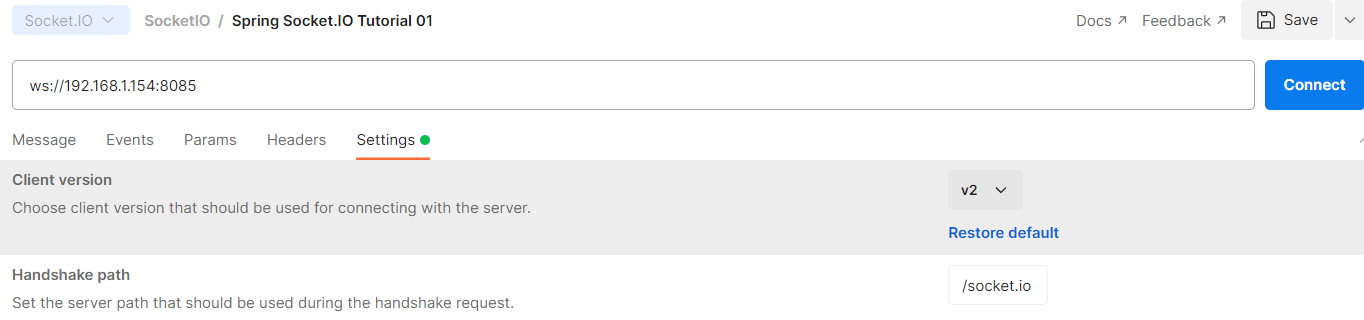 Socket.IO SocketIO / Spring Socket.IO Tutorial 01 Docs ↗ Feedback ↗ Save
ws://192.168.1.154:8085 Connect
Message Events Params Headers Settings
Client version
v2
Choose client version that should be used for connecting with the server.
Restore default
Handshake path
/socket.io
Set the server path that should be used during the handshake request.